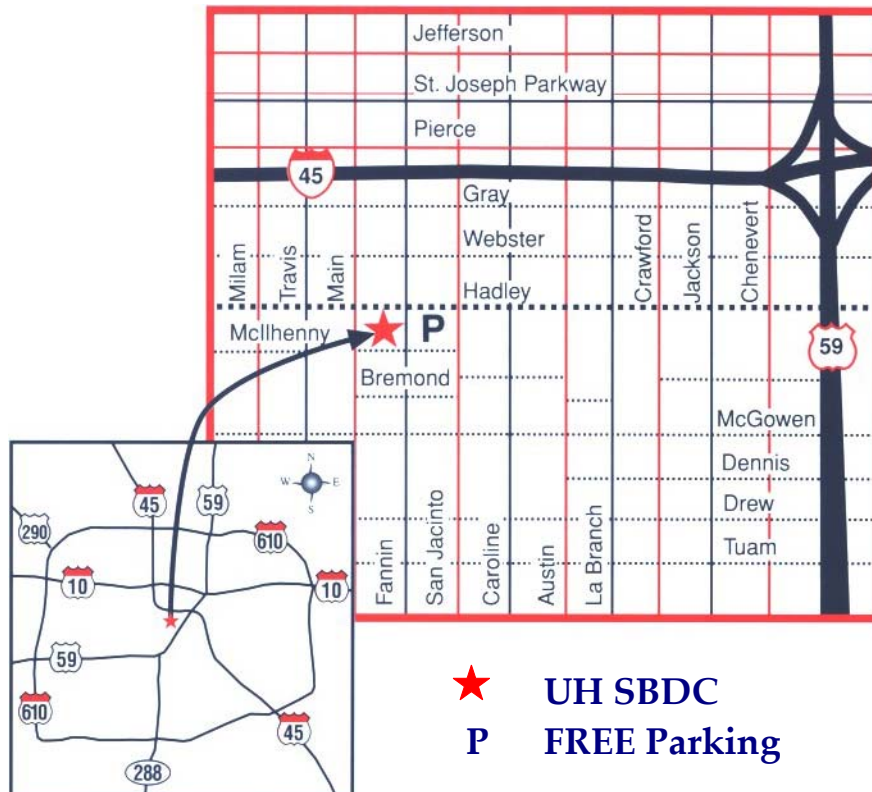 Jefferson
St. Joseph Parkway
Pierce
45
Gray
Webster
Hadley
Milam
Travis
Main
Crawford
Jackson
Chenevert
McIlhenny
P
59
Bremond
McGowen
Dennis
Drew
Tuam
Fannin
San Jacinto
Caroline
Austin
La Branch
N
W
E
S
45
59
290
610
10
10
59
610
45
288
UH SBDC
P FREE Parking